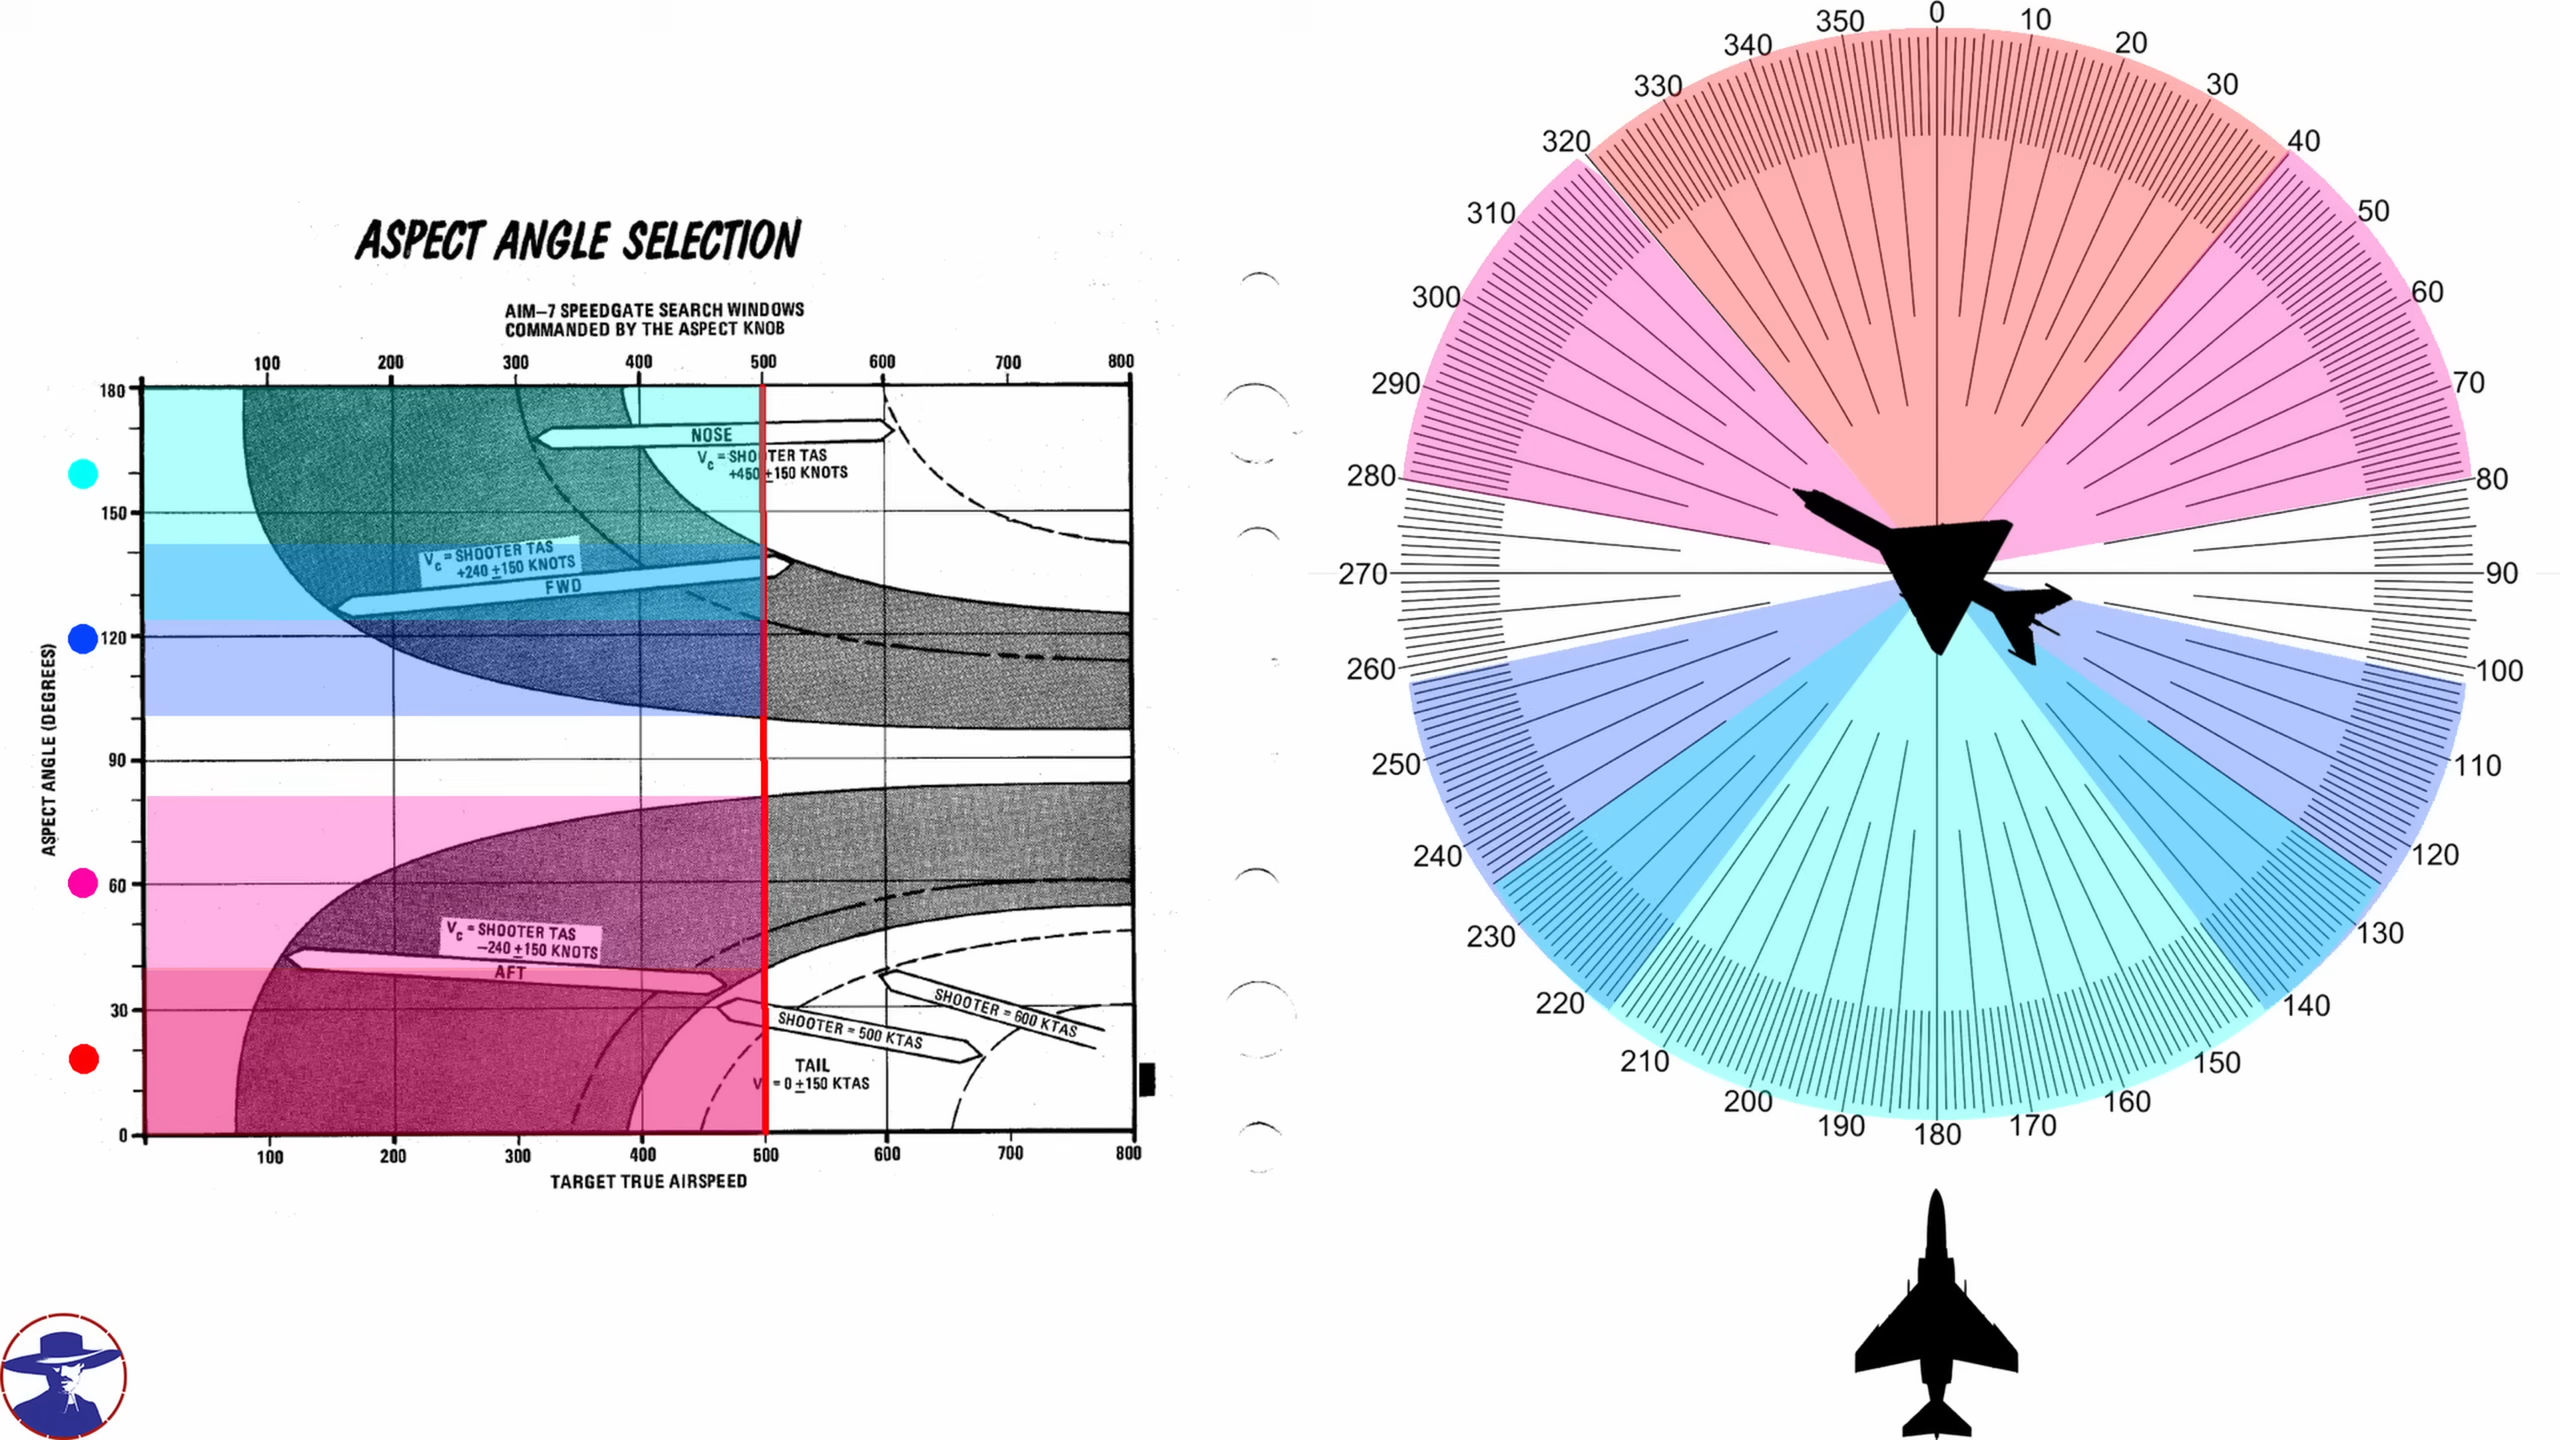 ASPECT ANGLE SELECTION
AIM-7 SPEEDGATE SEARCH WINDOWS
COMMANDED BY THE ASPECT KNOB
100 200 300 400 500 600 700 800
180
150
120
90
60
30
0
ASPECT ANGLE (DEGREES)
NOSE
Vc = SHOOTER TAS
+450 ±150 KNOTS
Vc = SHOOTER TAS
+240 ±150 KNOTS
FWD
Vc = SHOOTER TAS
-240 ±150 KNOTS
AFT
SHOOTER = 600 KTAS
SHOOTER = 500 KTAS
TAIL
V = 0 ±150 KTAS
100 200 300 400 500 600 700 800
TARGET TRUE AIRSPEED
0
10
20
30
40
50
60
70
80
90
100
110
120
130
140
150
160
170
180
190
200
210
220
230
240
250
260
270
280
290
300
310
320
330
340
350